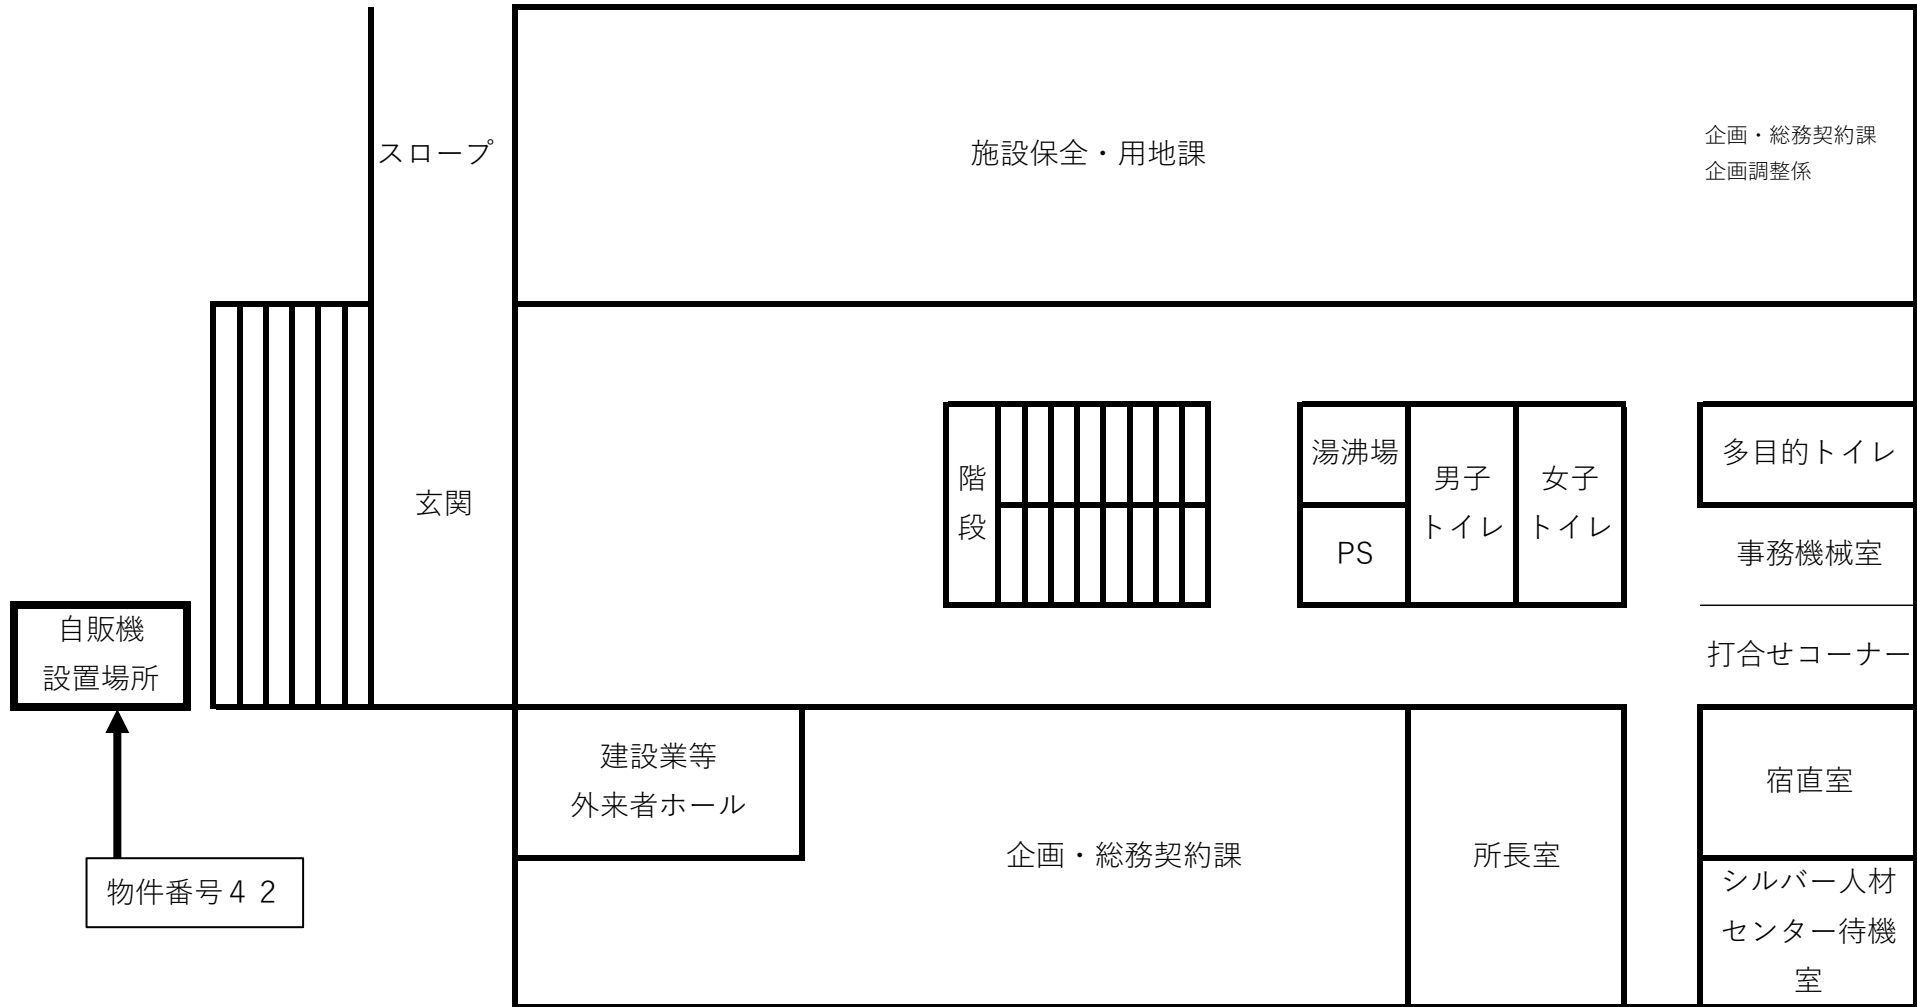 スロープ
施設保全・用地課
企画・総務契約課
企画調整係
玄関
階
段
湯沸場
PS
男子
トイレ
女子
トイレ
多目的トイレ
事務機械室
打合せコーナー
自販機
設置場所
物件番号４２
建設業等
外来者ホール
企画・総務契約課
所長室
宿直室
シルバー人材
センター待機
室